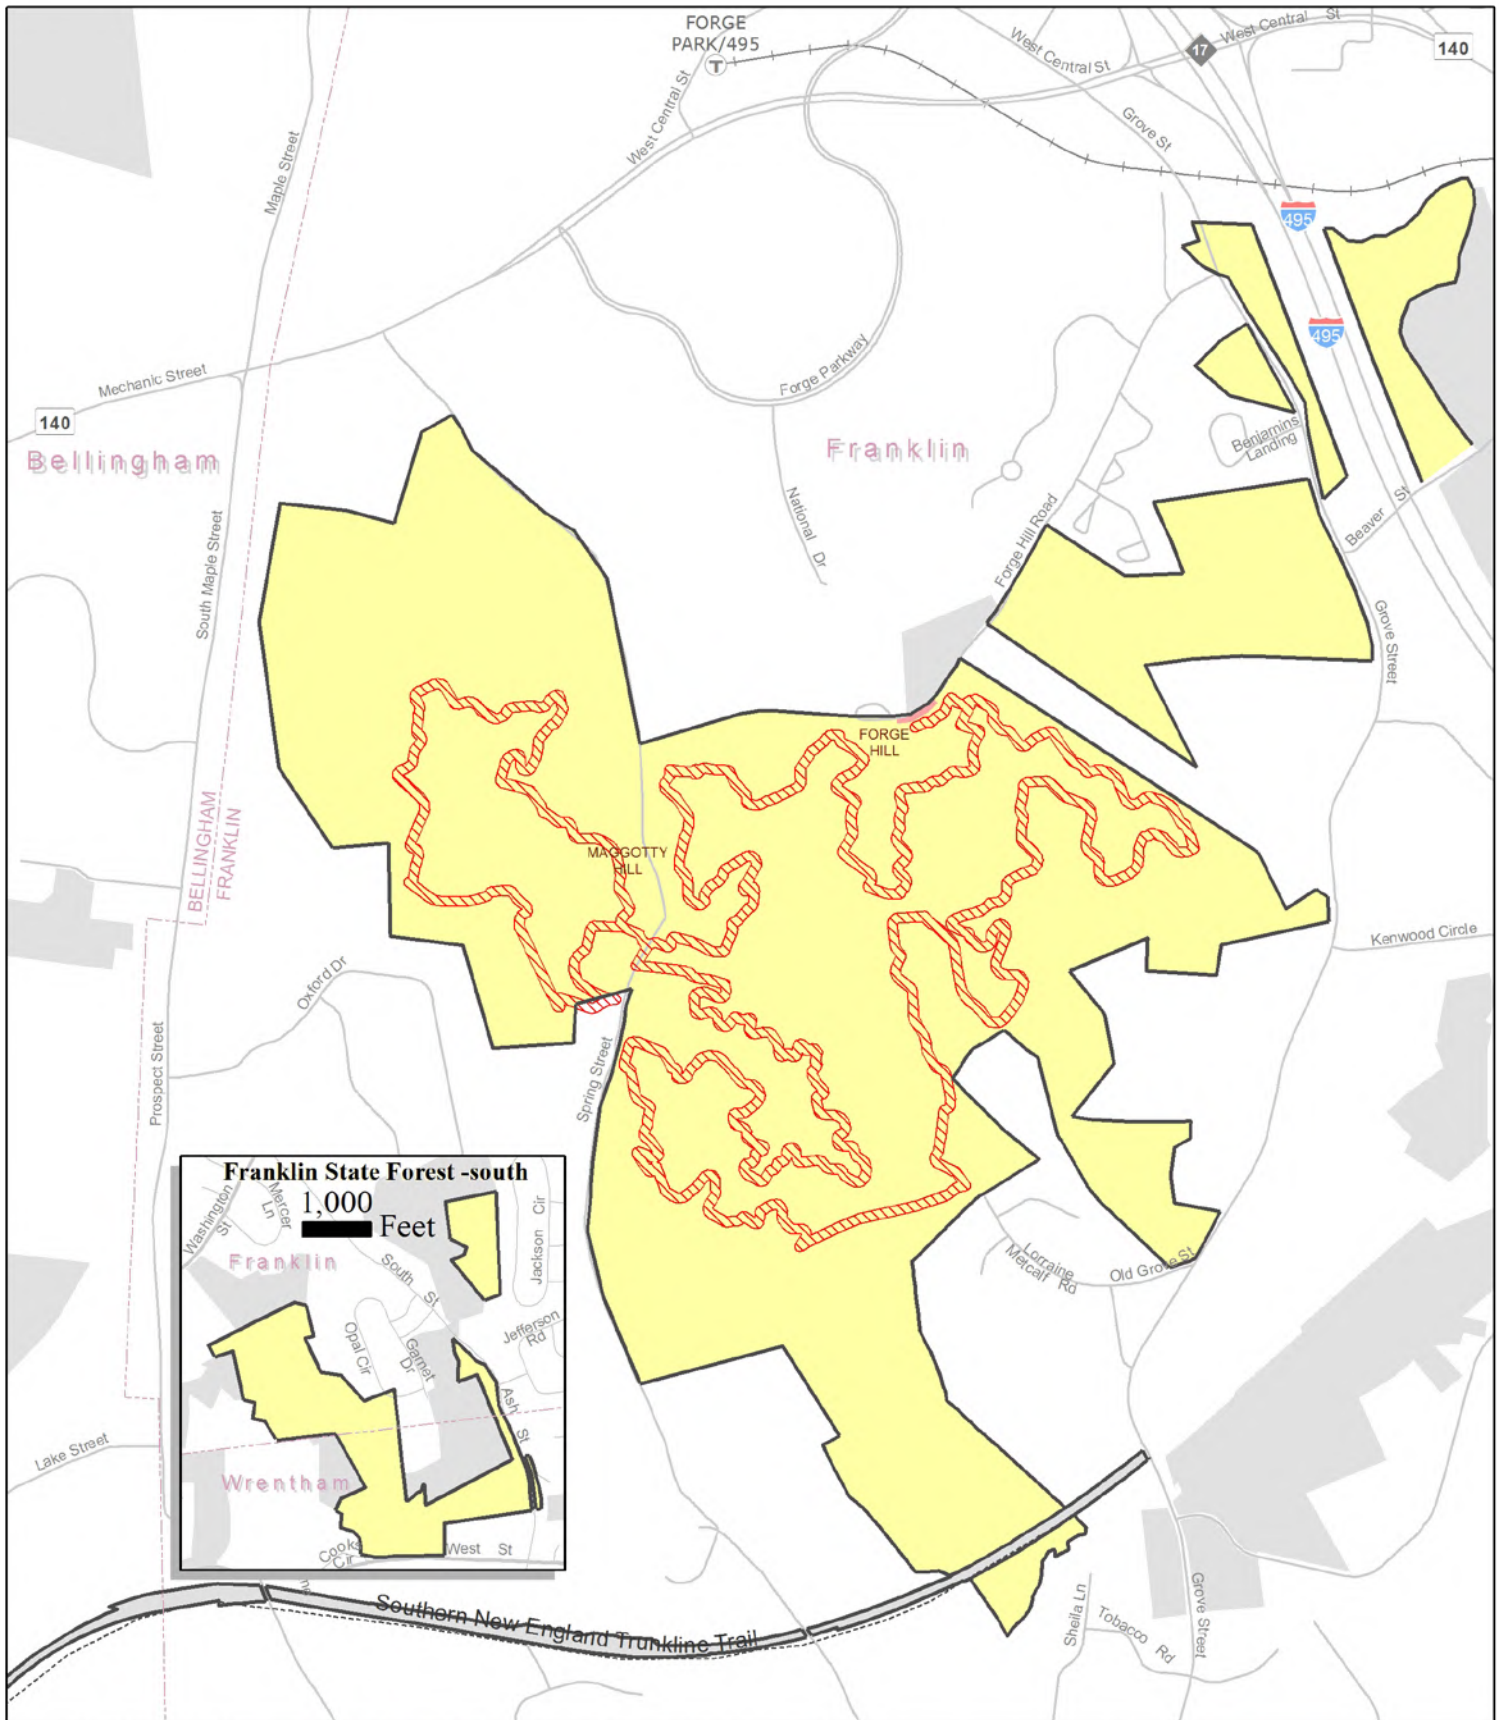 FORGE
PARK/495
T
West Central St
West Central St
17
West Central St
140
Maple Street
Grove St
495
495
Mechanic Street
140
Bellingham
Forge Parkway
Franklin
Benjamins
Landing
National Dr
Forge Hill Road
Beaver St
South Maple Street
Grove Street
FORGE
HILL
BELLINGHAM
FRANKLIN
MAGGOTTY
HILL
Kenwood Circle
Oxford Dr
Prospect Street
Spring Street
Lorraine
Metcalf Rd
Old Grove St
Franklin State Forest -south
1,000
Feet
Washington
St
Mercer
Ln
Franklin
South St
Jackson Cir
Opal Cir
Garnet
Dr
Jefferson
Rd
Ash St
Wrentham
Cooks
Cir
West St
Lake Street
Southern New England Trunkline Trail
Sheila Ln
Tobacco Rd
Grove Street